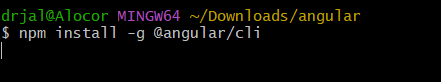 drjal@Alocor MINGW64 ~/Downloads/angular
$ npm install -g @angular/cli